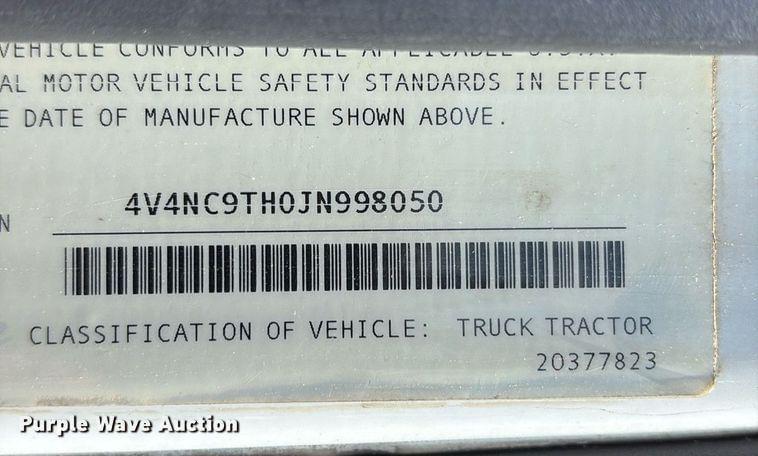 VEHICLE CONFORMS TO ALL APPLICABLE U.S.A.
AL MOTOR VEHICLE SAFETY STANDARDS IN EFFECT
E DATE OF MANUFACTURE SHOWN ABOVE.
N 4V4NC9TH0JN998050
CLASSIFICATION OF VEHICLE: TRUCK TRACTOR
20377823
Purple Wave Auction